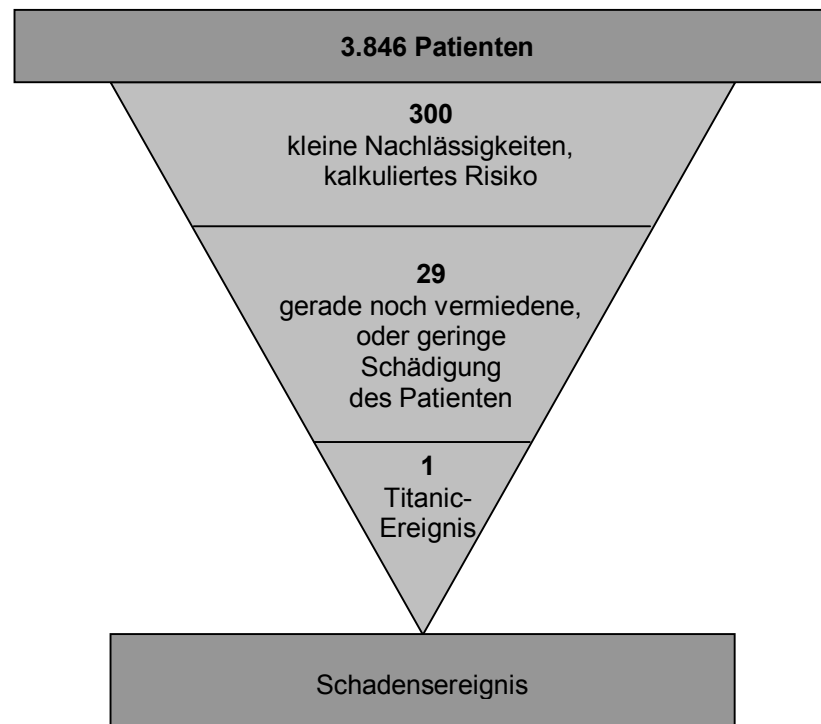 3.846 Patienten
300
kleine Nachlässigkeiten,
kalkuliertes Risiko
29
gerade noch vermiedene,
oder geringe
Schädigung
des Patienten
1
Titanic-
Ereignis
Schadensereignis